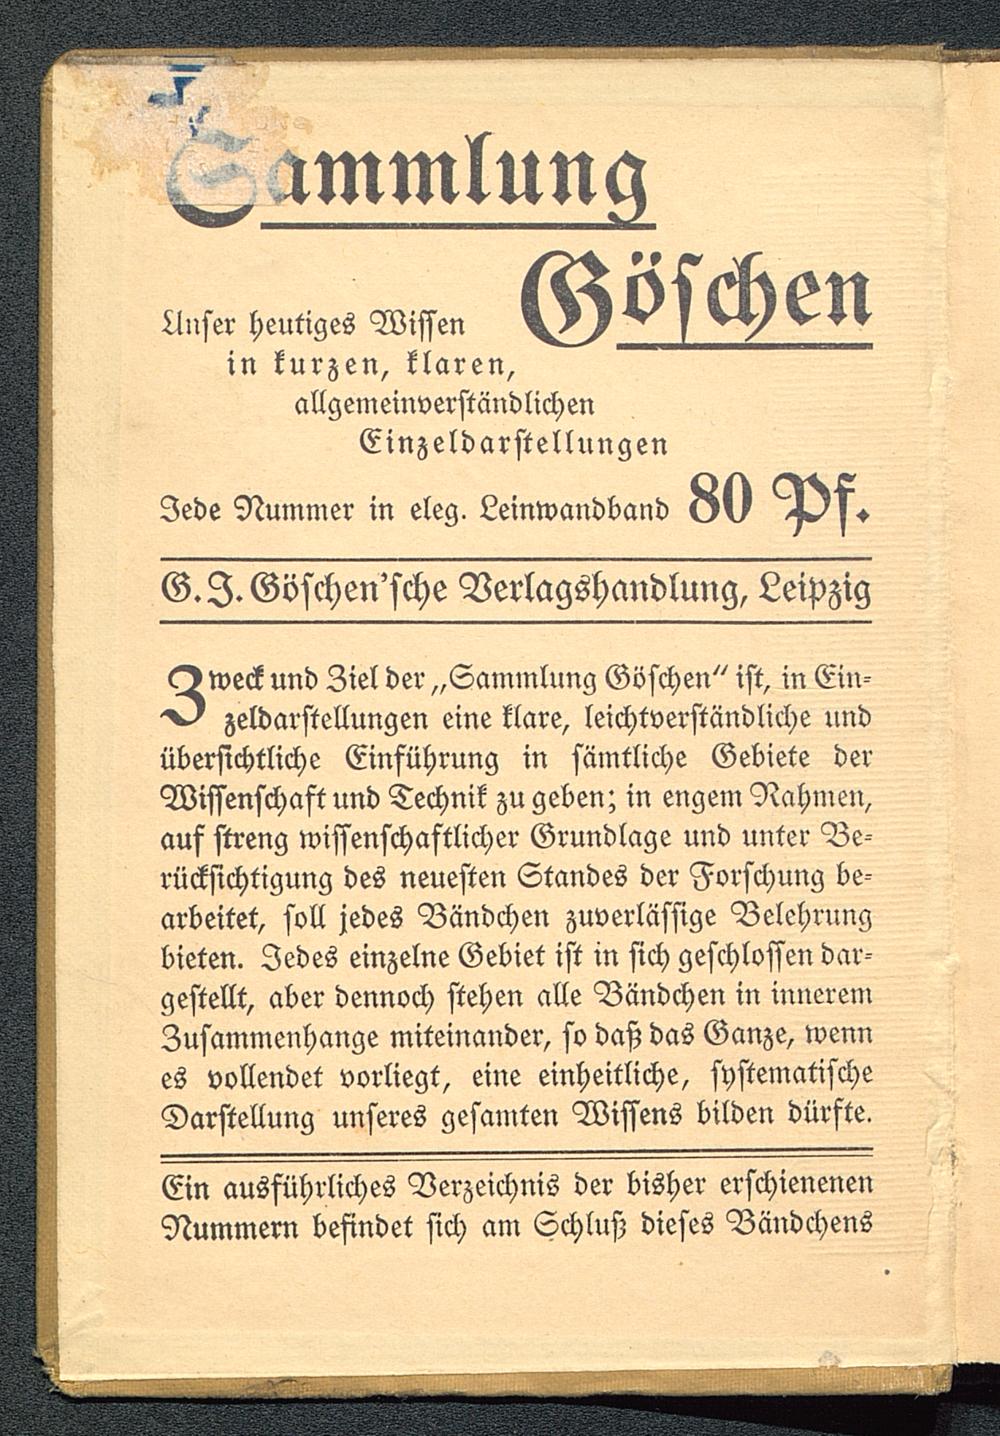 Sammlung
Göschen
Unser heutiges Wissen
in kurzen, klaren,
allgemeinverständlichen
Einzeldarstellungen
Jede Nummer in eleg. Leinwandband 80 Pf.
G. J. Göschen'sche Verlagshandlung, Leipzig
Zweck und Ziel der „Sammlung Göschen“ ist, in Ein-
zeldarstellungen eine klare, leichtverständliche und
übersichtliche Einführung in sämtliche Gebiete der
Wissenschaft und Technik zu geben; in engem Rahmen,
auf streng wissenschaftlicher Grundlage und unter Be-
rücksichtigung des neuesten Standes der Forschung be-
arbeitet, soll jedes Bändchen zuverlässige Belehrung
bieten. Jedes einzelne Gebiet ist in sich geschlossen dar-
gestellt, aber dennoch stehen alle Bändchen in innerem
Zusammenhange miteinander, so daß das Ganze, wenn
es vollendet vorliegt, eine einheitliche, systematische
Darstellung unseres gesamten Wissens bilden dürfte.
Ein ausführliches Verzeichnis der bisher erschienenen
Nummern befindet sich am Schluß dieses Bändchens